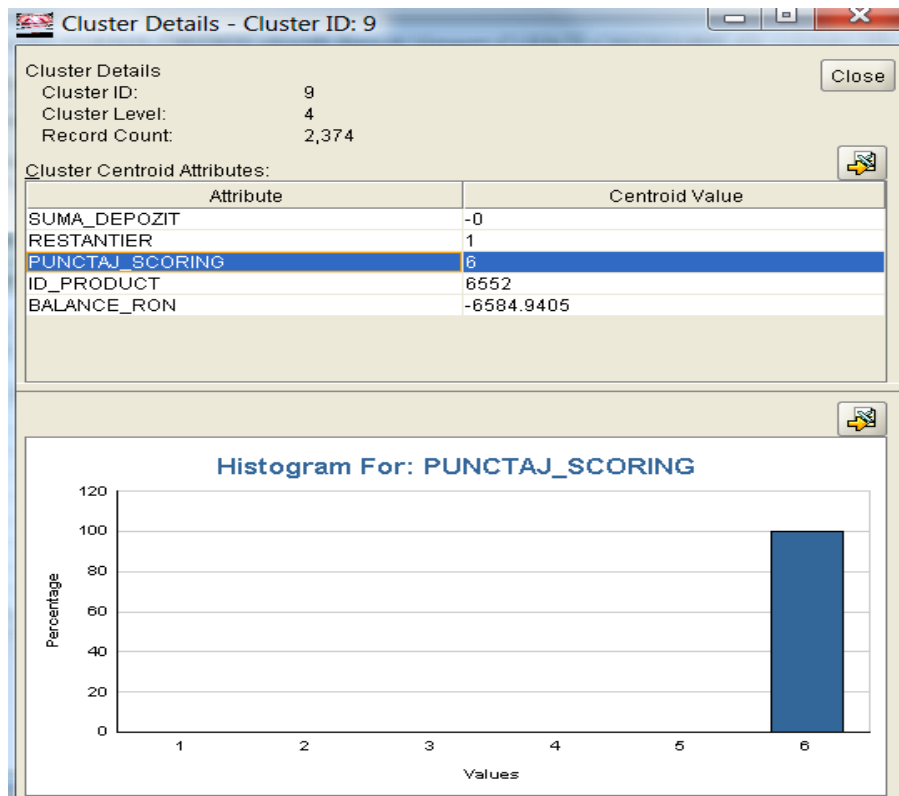 Cluster Details - Cluster ID: 9
Cluster Details
Close
Cluster ID: 9
Cluster Level: 4
Record Count: 2,374
Cluster Centroid Attributes:
Attribute Centroid Value
SUMA_DEPOZIT -0
RESTANTIER 1
PUNCTAJ_SCORING 6
ID_PRODUCT 6552
BALANCE_RON -6584.9405
Histogram For: PUNCTAJ_SCORING
120
100
80
60
40
20
0
Percentage
1 2 3 4 5 6
Values